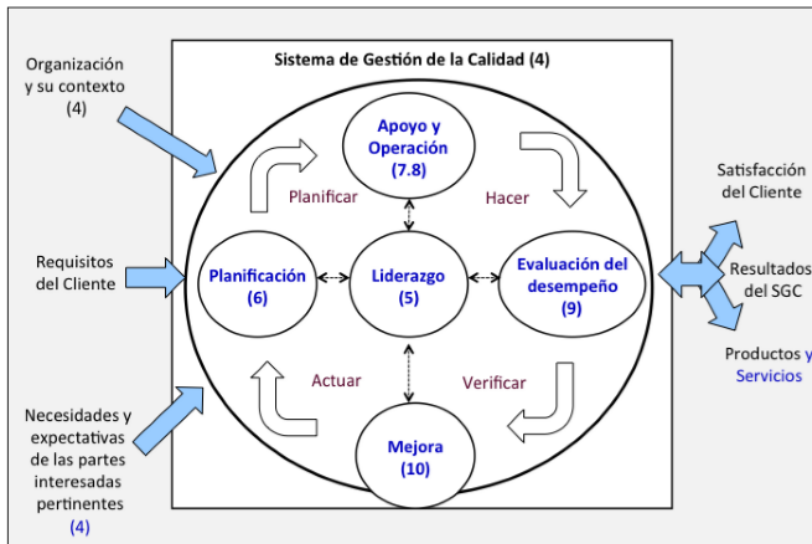 Sistema de Gestión de la Calidad (4)
Organización
y su contexto
(4)
Apoyo y
Operación
(7.8)
Planificar
Hacer
Satisfacción
del Cliente
Requisitos
del Cliente
Planificación
(6)
Liderazgo
(5)
Evaluación del
desempeño
(9)
Resultados
del SGC
Productos y
Servicios
Actuar
Verificar
Necesidades y
expectativas
de las partes
interesadas
pertinentes
(4)
Mejora
(10)